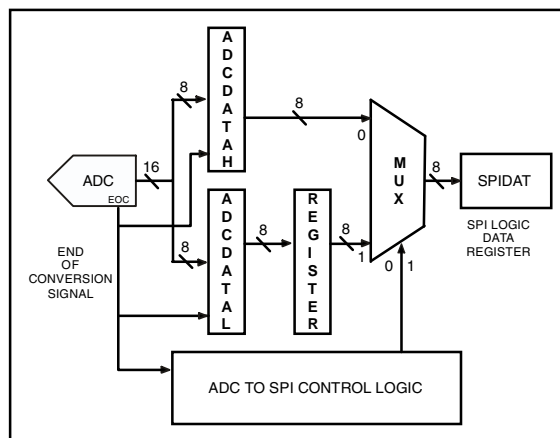 ADCDATAH
8
8
0
16
ADC
EOC
MUX
8
SPIDAT
SPI LOGIC
DATA
REGISTER
8
ADCDATAL
8
REGISTER
8
1
0
1
END
OF
CONVERSION
SIGNAL
ADC TO SPI CONTROL LOGIC